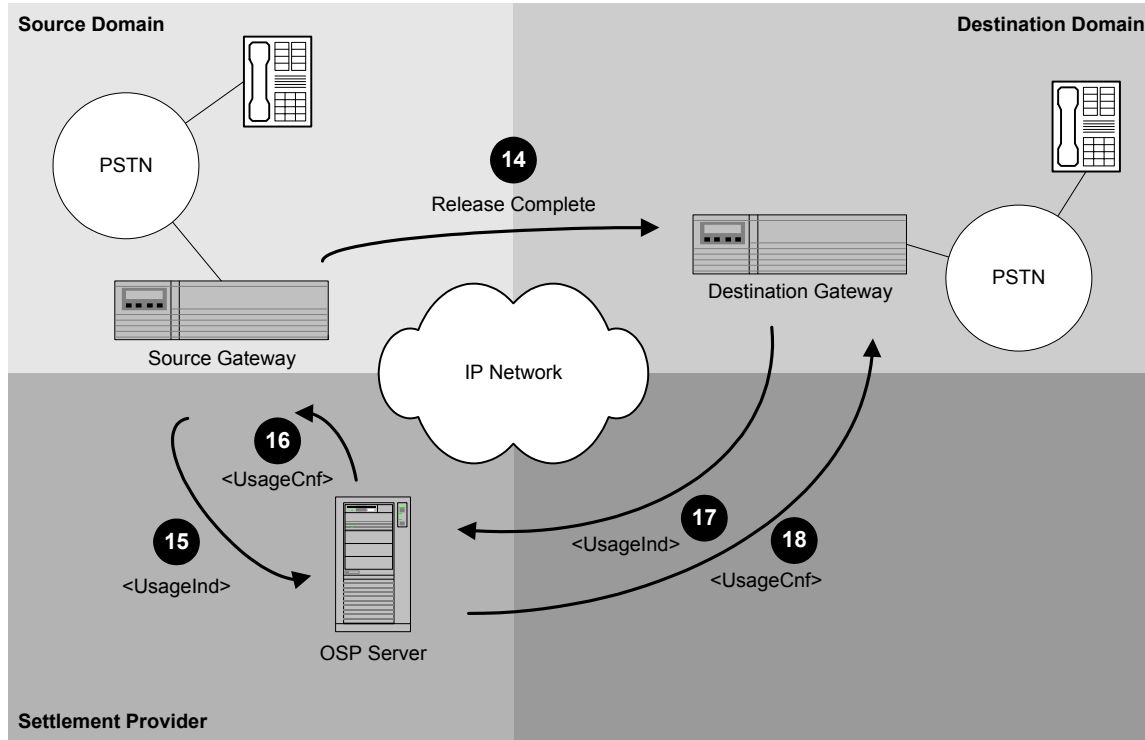 Source Domain
Destination Domain
PSTN
14
Release Complete
PSTN
Destination Gateway
Source Gateway
IP Network
16
<UsageCnf>
15
<UsageInd>
17
<UsageInd>
18
<UsageCnf>
OSP Server
Settlement Provider